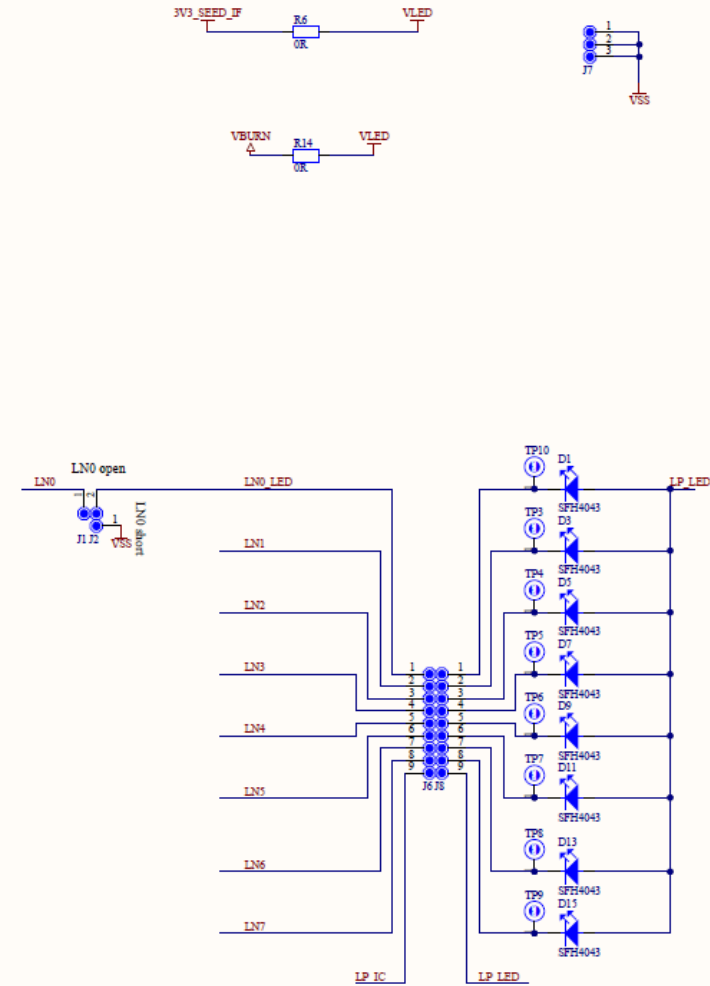 3V3_SEED_IF R6 0R VLED
1
2
3
J7
VSS
VBURN R14 0R VLED
LN0 open
LN0 1 2 LN0_LED
J1 J2 1 VSS
LN0 short
LN1
LN2
LN3
LN4
LN5
LN6
LN7
1 1
2 2
3 3
4 4
5 5
6 6
7 7
8 8
9 9
J6 J8
LP_IC LP_LED
TP10 D1 LP_LED
SFH4043
TP3 D3
SFH4043
TP4 D5
SFH4043
TP5 D7
SFH4043
TP6 D9
SFH4043
TP7 D11
SFH4043
TP8 D13
SFH4043
TP9 D15
SFH4043